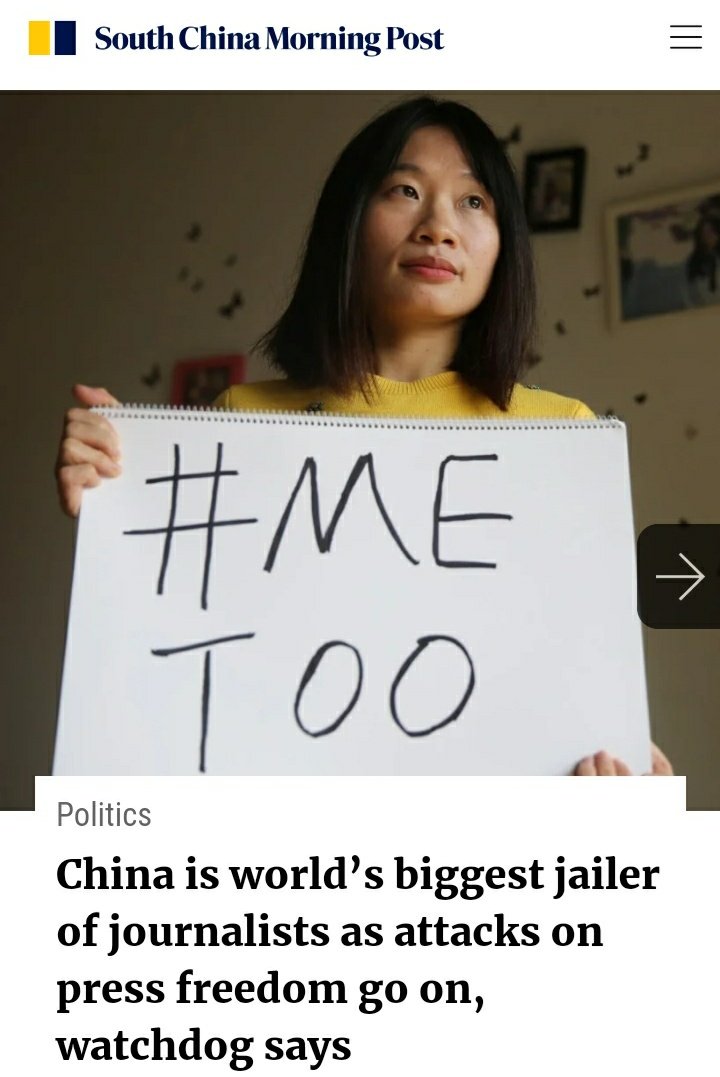 South China Morning Post
#ME
TOO
Politics
China is world’s biggest jailer
of journalists as attacks on
press freedom go on,
watchdog says